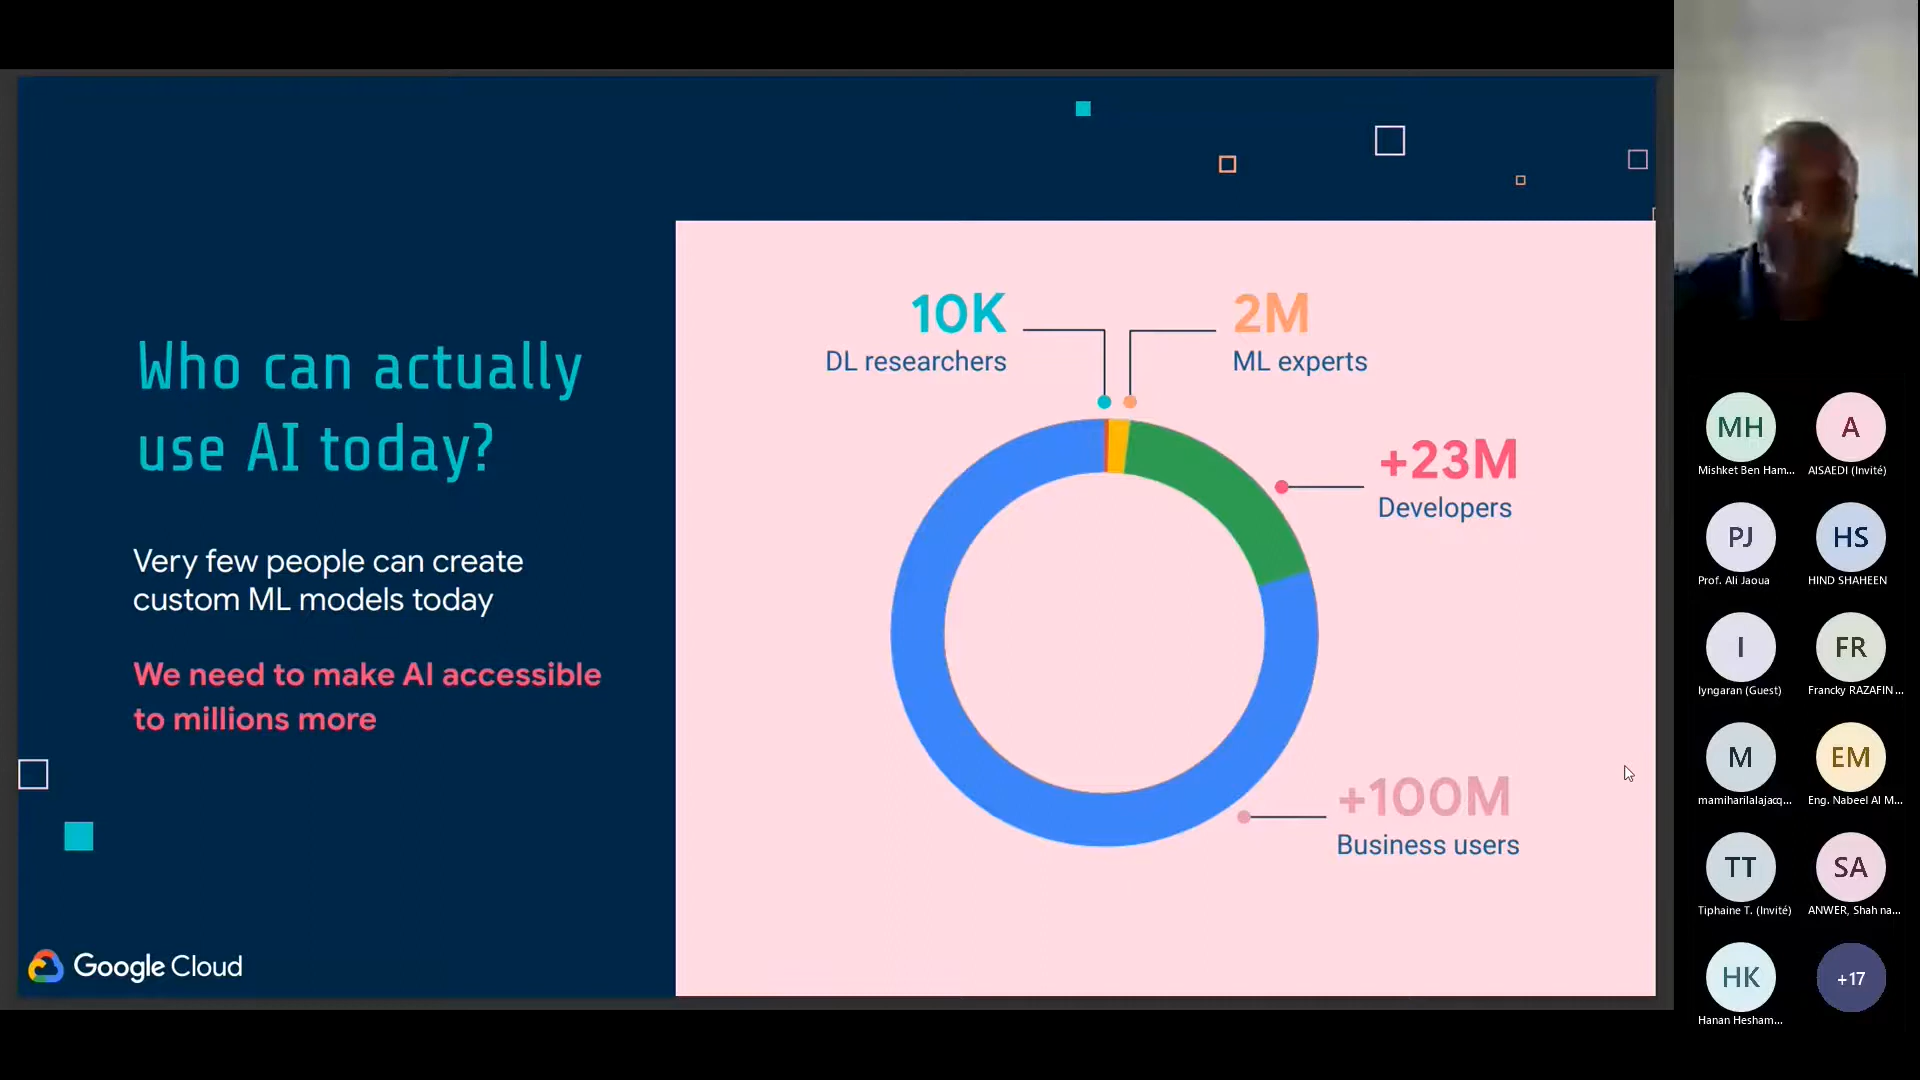 Who can actually
use AI today?
Very few people can create
custom ML models today
We need to make AI accessible
to millions more
Google Cloud
10K
DL researchers
2M
ML experts
+23M
Developers
+100M
Business users
MH
Mishket Ben Ham...
A
AISAEDI (Invité)
PJ
Prof. Ali Jaoua
HS
HIND SHAHEEN
I
Iyngaran (Guest)
FR
Francky RAZAFIN...
M
mamiharilalajacq...
EM
Eng. Nabeel Al M...
TT
Tiphaine T. (Invité)
SA
ANWER, Shah na...
HK
Hanan Hesham...
+17